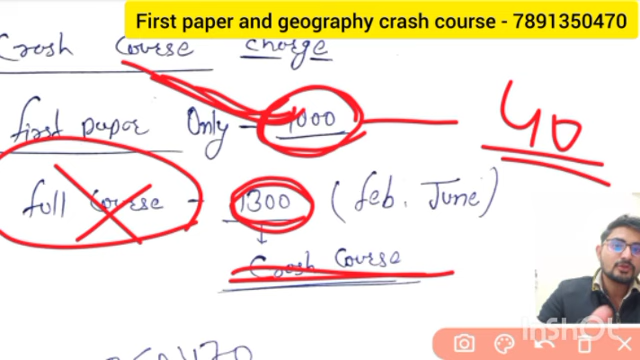 First paper and geography crash course - 7891350470
Crash Course Charge
first paper Only - 1000 — 40
full Course - 1300 (feb, June)
↓
Crash Course
InShOt